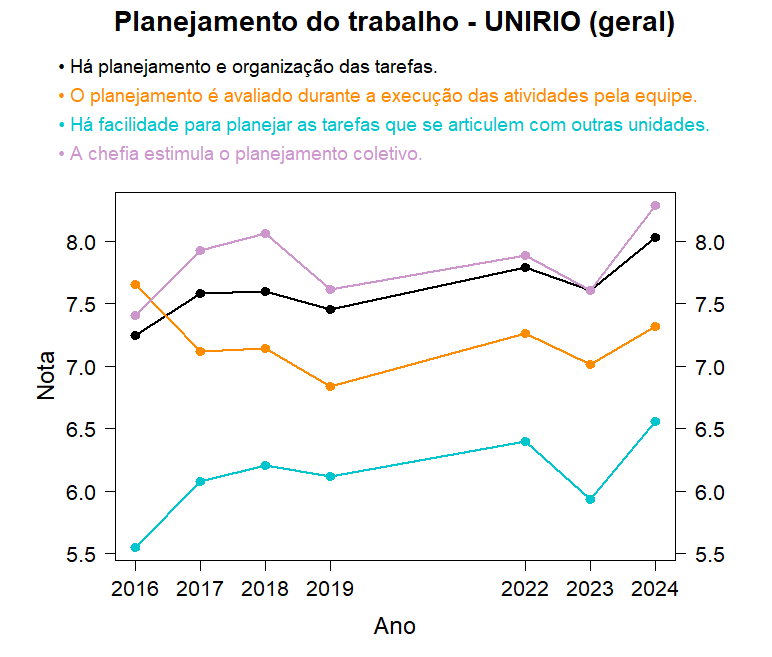 Planejamento do trabalho - UNIRIO (geral)
• Há planejamento e organização das tarefas.
• O planejamento é avaliado durante a execução das atividades pela equipe.
• Há facilidade para planejar as tarefas que se articulem com outras unidades.
• A chefia estimula o planejamento coletivo.
8.0 8.0
7.5 7.5
7.0 7.0
Nota
6.5 6.5
6.0 6.0
5.5 5.5
2016 2017 2018 2019 2022 2023 2024
Ano